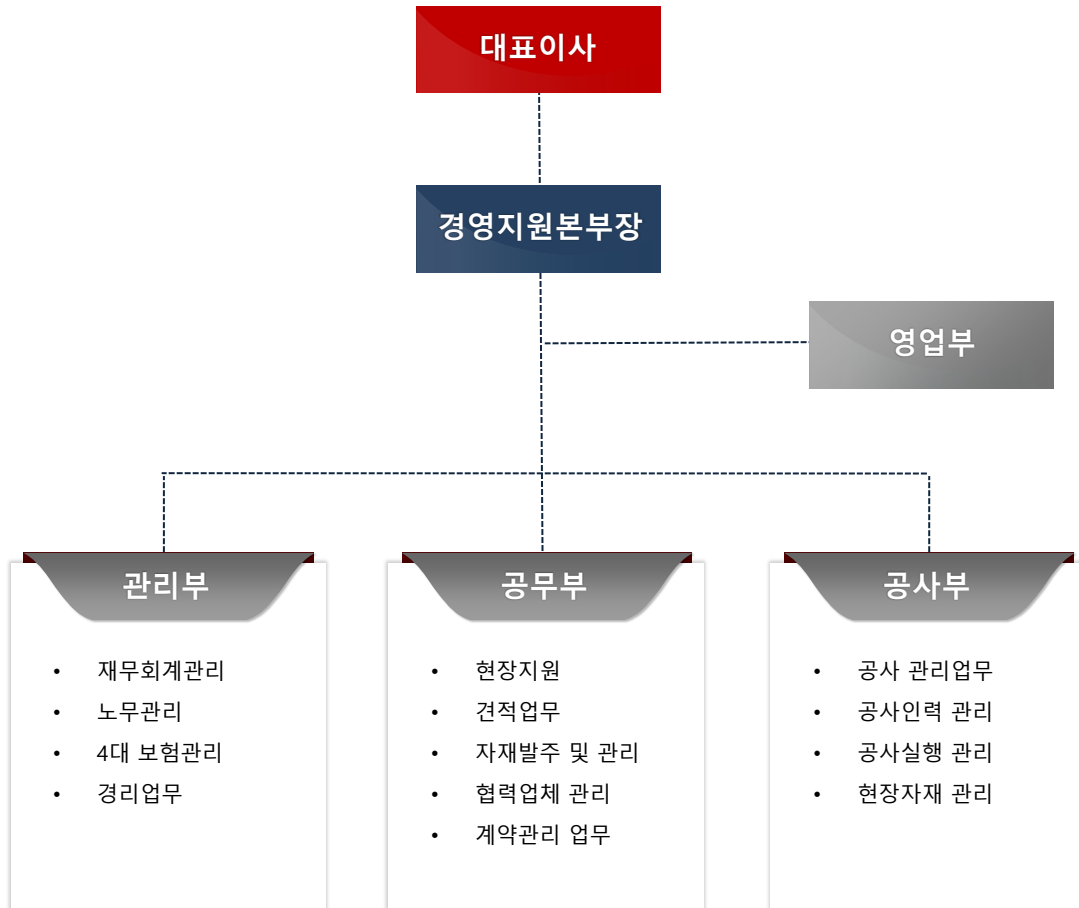 대표이사
경영지원본부장
영업부
관리부
• 재무회계관리
• 노무관리
• 4대 보험관리
• 경리업무
공무부
• 현장지원
• 견적업무
• 자재발주 및 관리
• 협력업체 관리
• 계약관리 업무
공사부
• 공사 관리업무
• 공사인력 관리
• 공사실행 관리
• 현장자재 관리